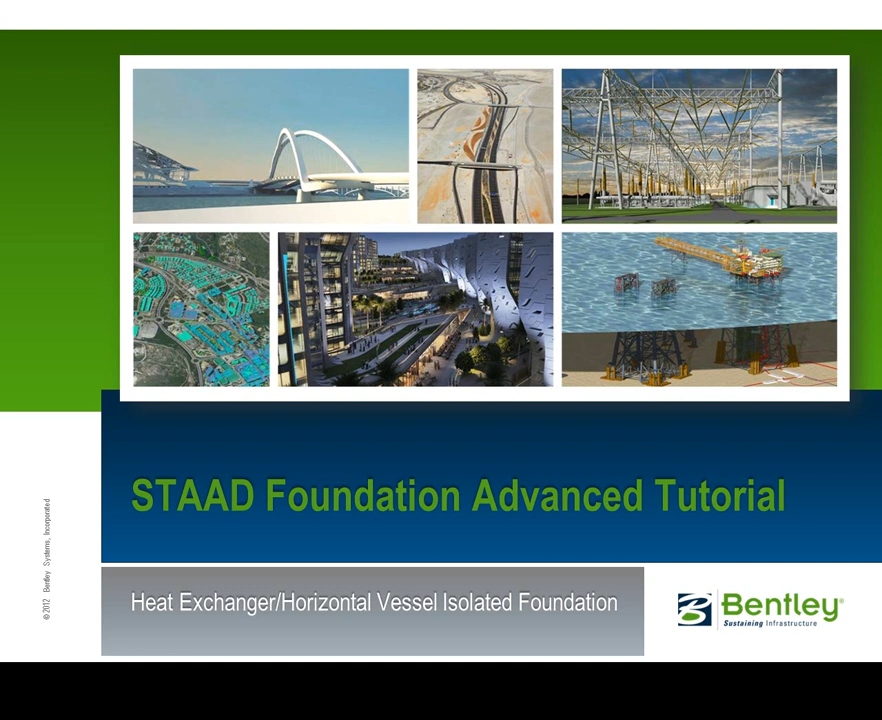 STAAD Foundation Advanced Tutorial
© 2012 Bentley Systems, Incorporated
Heat Exchanger/Horizontal Vessel Isolated Foundation
Bentley®
Sustaining Infrastructure